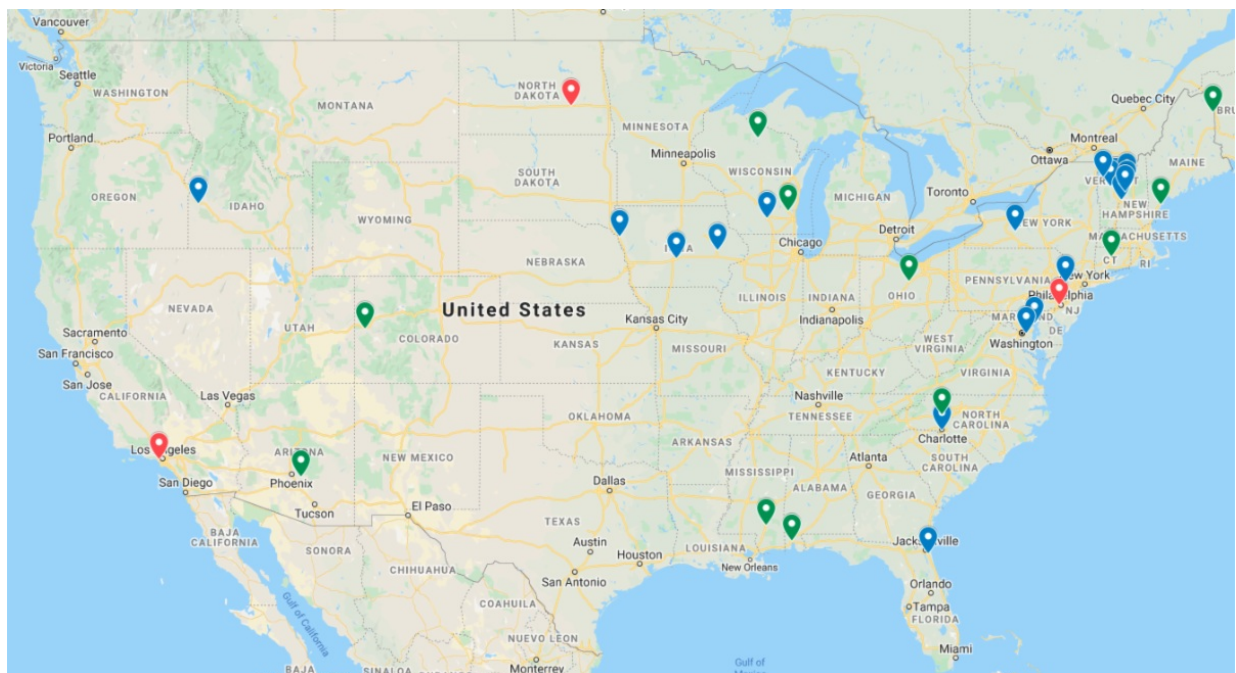 Vancouver
Victoria
Seattle
WASHINGTON
NORTH
DAKOTA
Quebec City
MONTANA
MINNESOTA
Portland
Montreal
Ottawa
MAINE
Minneapolis
WISCONSIN
SOUTH
DAKOTA
OREGON
IDAHO
MICHIGAN
Toronto
NEW
HAMPSHIRE
WYOMING
NEW YORK
Detroit
MASSACHUSETTS
Chicago
CT
RI
NEBRASKA
PENNSYLVANIA
New York
NEVADA
ILLINOIS
INDIANA
OHIO
Philadelphia
United States
UTAH
Indianapolis
NJ
Sacramento
Kansas City
COLORADO
DE
San Francisco
KANSAS
MISSOURI
WEST
VIRGINIA
Washington
San Jose
KENTUCKY
VIRGINIA
CALIFORNIA
Las Vegas
Nashville
OKLAHOMA
TENNESSEE
NORTH
CAROLINA
Charlotte
ARKANSAS
Los Angeles
NEW MEXICO
Atlanta
SOUTH
CAROLINA
MISSISSIPPI
Phoenix
San Diego
Dallas
ALABAMA
GEORGIA
Tucson
El Paso
TEXAS
BAJA
CALIFORNIA
SONORA
LOUISIANA
Jacksonville
Austin
Houston
New Orleans
CHIHUAHUA
San Antonio
Orlando
Gulf of California
COAHUILA
Tampa
FLORIDA
NUEVO LEON
Miami
Gulf of
Monterrey
BAJA